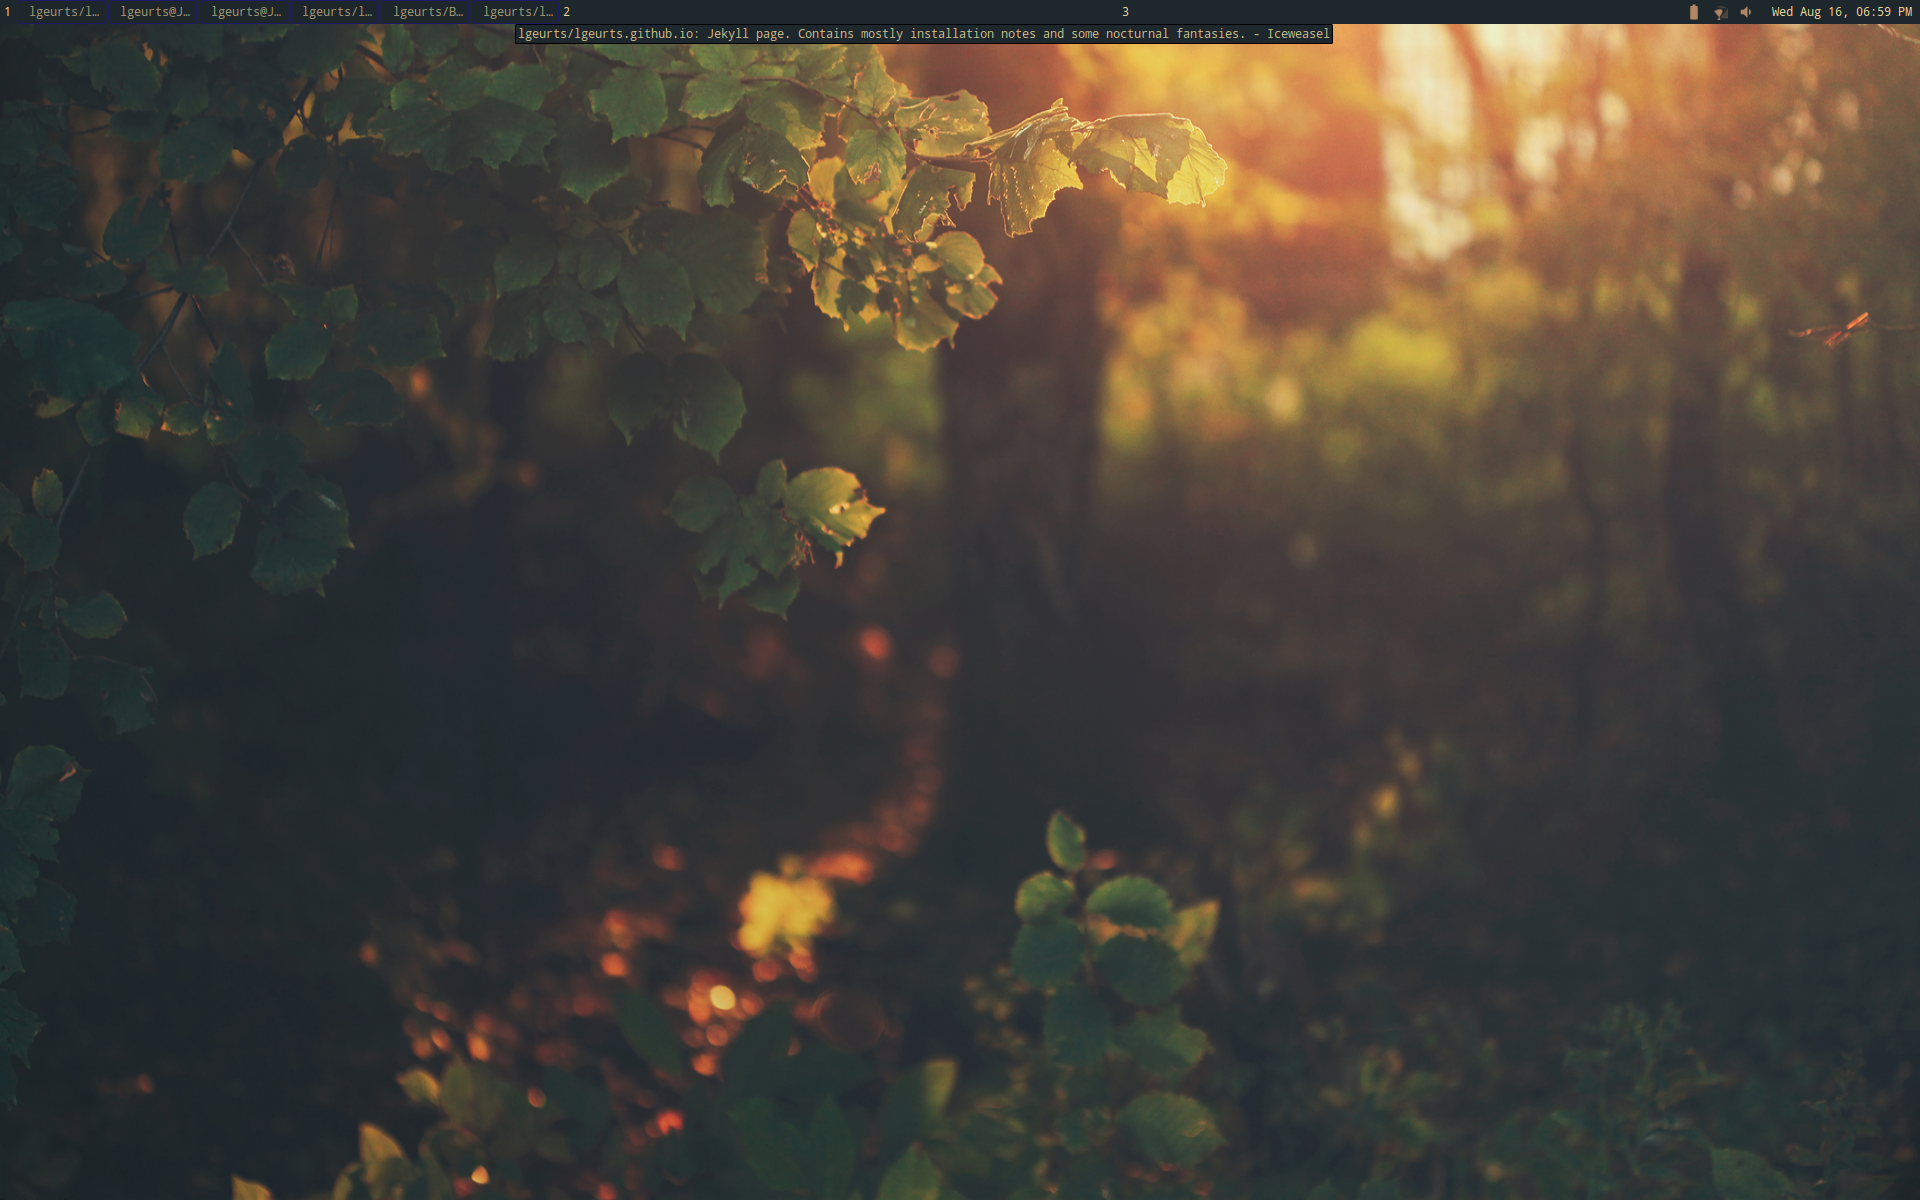 1 lgeurts/l… lgeurts@J… lgeurts@J… lgeurts/l… lgeurts/B… lgeurts/l… 2 3 Wed Aug 16, 06:59 PM
lgeurts/lgeurts.github.io: Jekyll page. Contains mostly installation notes and some nocturnal fantasies. - Iceweasel